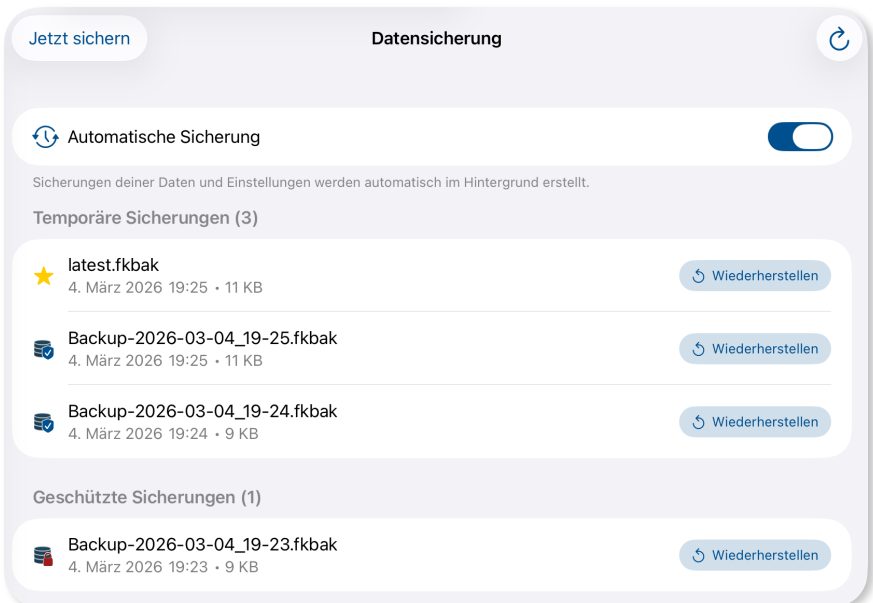 Jetzt sichern
Datensicherung
Automatische Sicherung
Sicherungen deiner Daten und Einstellungen werden automatisch im Hintergrund erstellt.
Temporäre Sicherungen (3)
latest.fkbak
4. März 2026 19:25 • 11 KB
Wiederherstellen
Backup-2026-03-04_19-25.fkbak
4. März 2026 19:25 • 11 KB
Wiederherstellen
Backup-2026-03-04_19-24.fkbak
4. März 2026 19:24 • 9 KB
Wiederherstellen
Geschützte Sicherungen (1)
Backup-2026-03-04_19-23.fkbak
4. März 2026 19:23 • 9 KB
Wiederherstellen